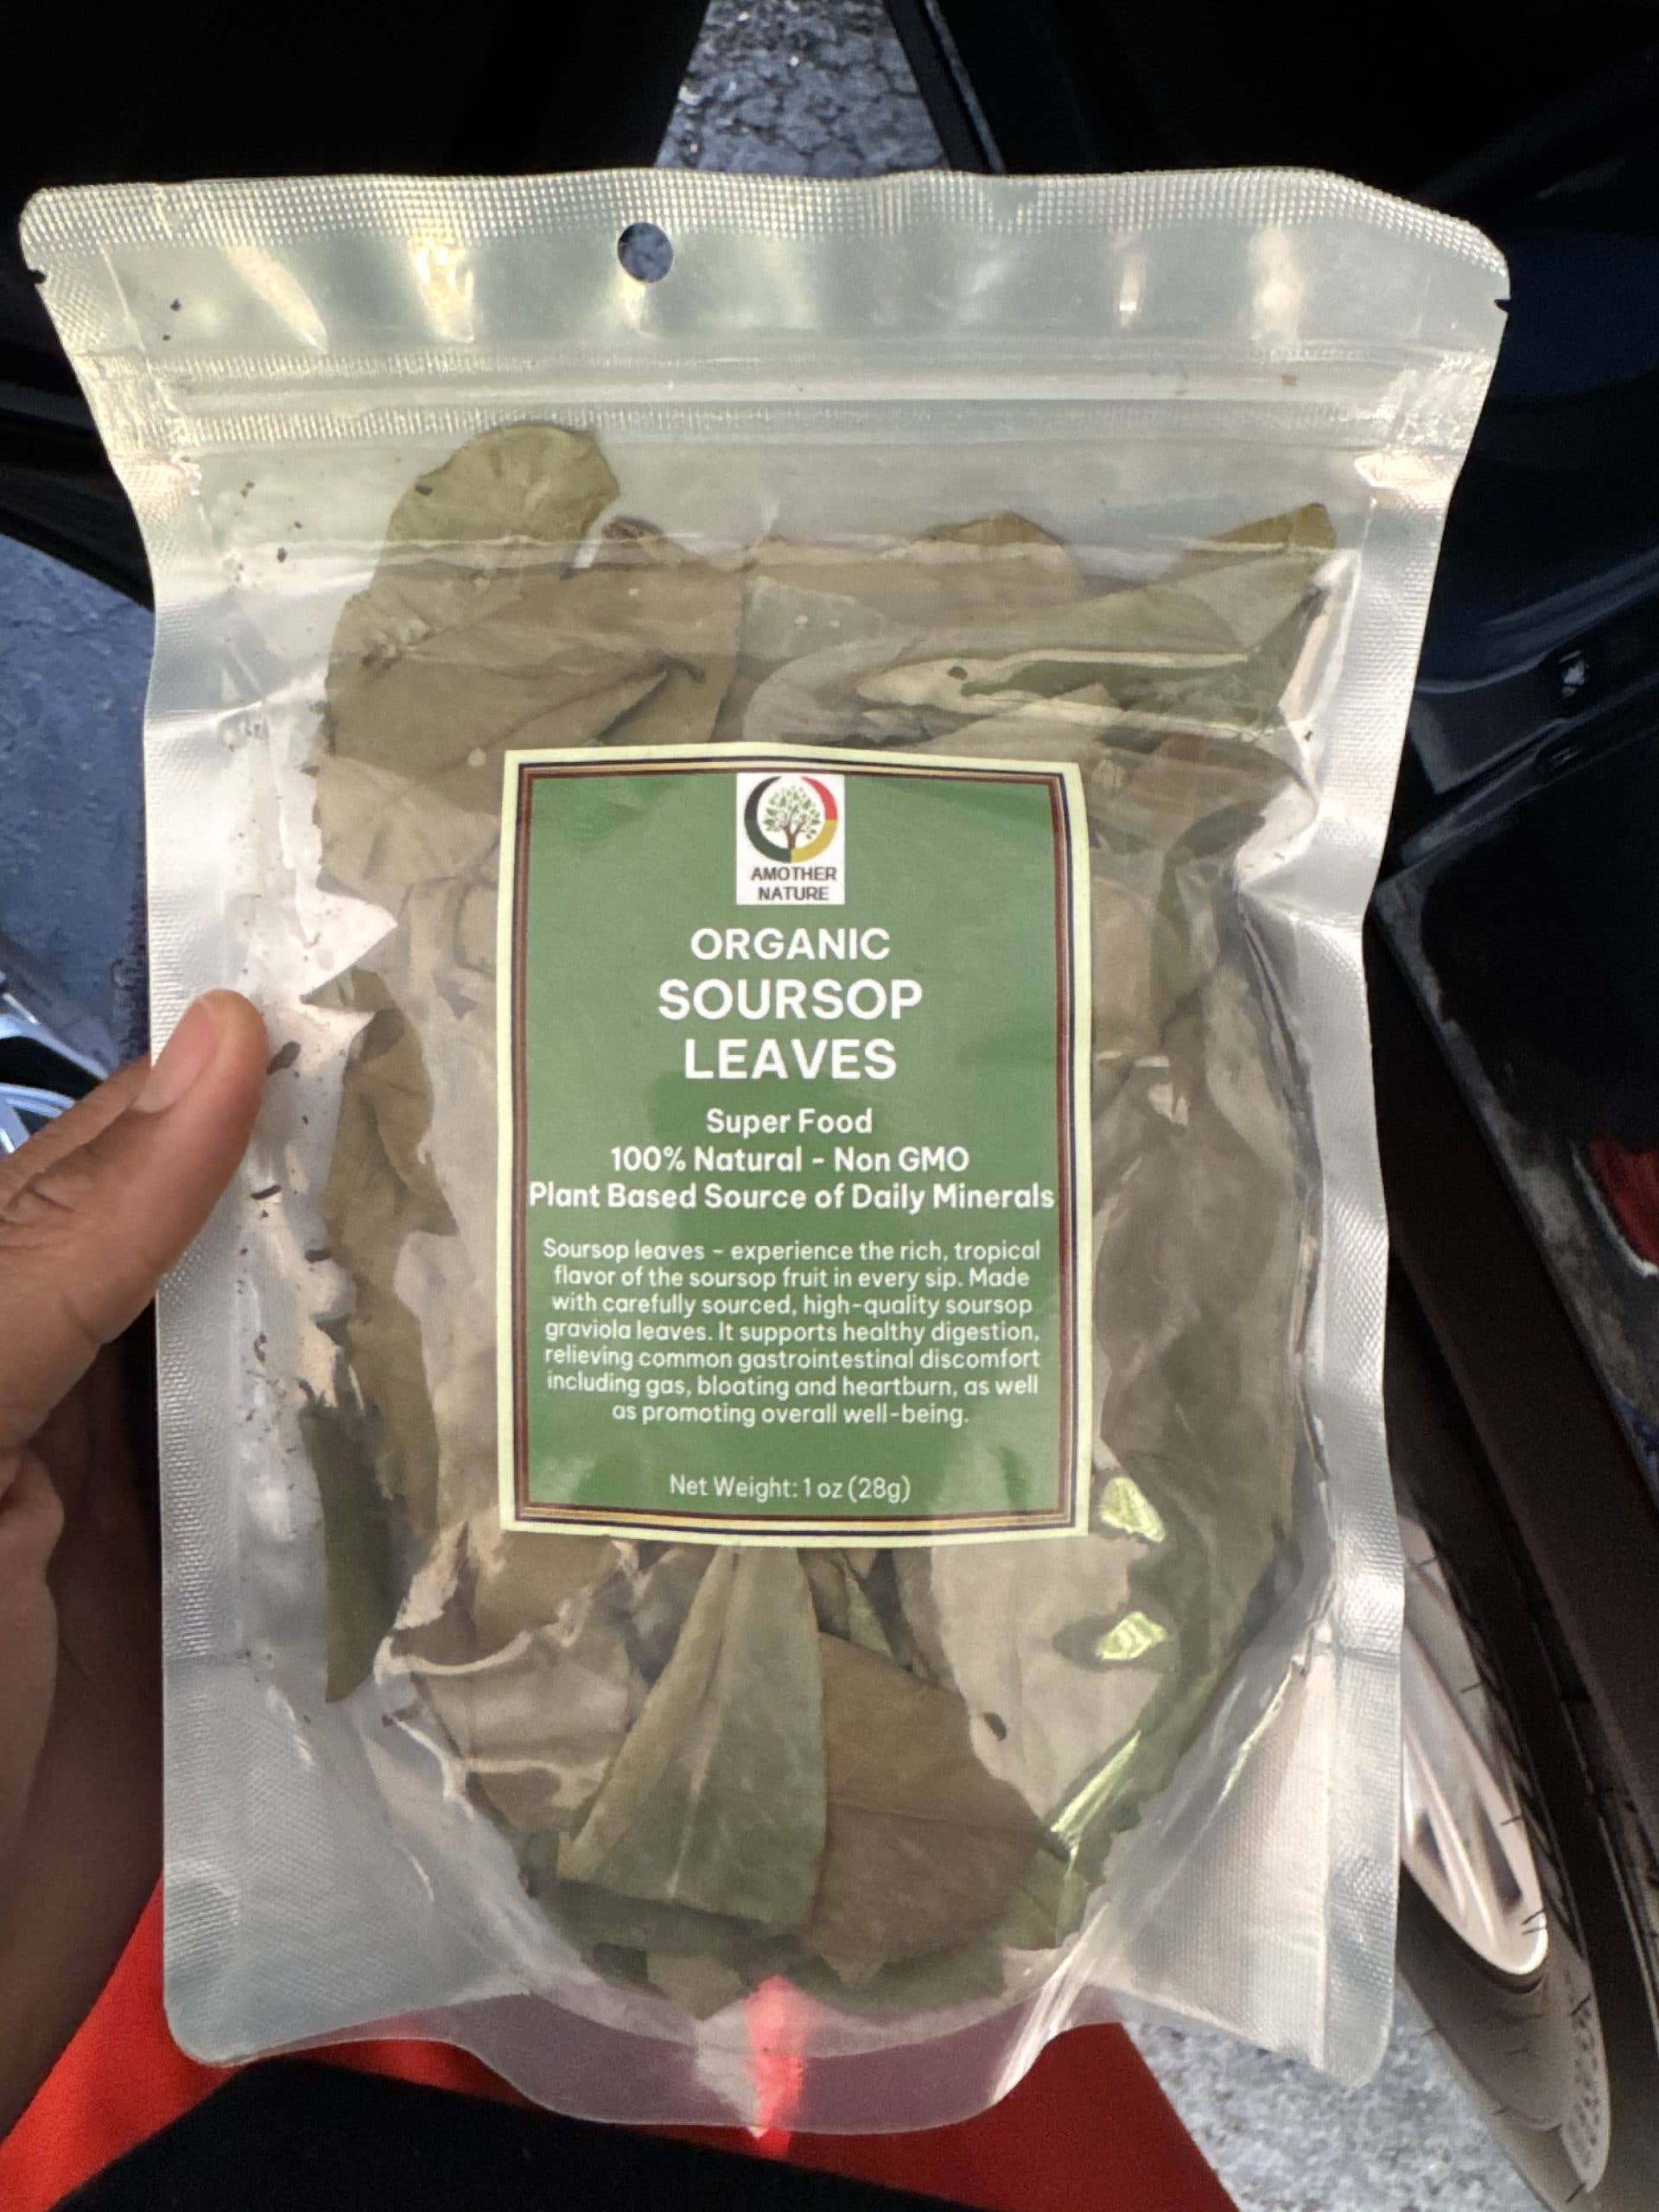 AMOTHER
NATURE
ORGANIC
SOURSOP
LEAVES
Super Food
100% Natural - Non GMO
Plant Based Source of Daily Minerals
Soursop leaves - experience the rich, tropical
flavor of the soursop fruit in every sip. Made
with carefully sourced, high-quality soursop
graviola leaves. It supports healthy digestion,
relieving common gastrointestinal discomfort
including gas, bloating and heartburn, as well
as promoting overall well-being.
Net Weight: 1 oz (28g)